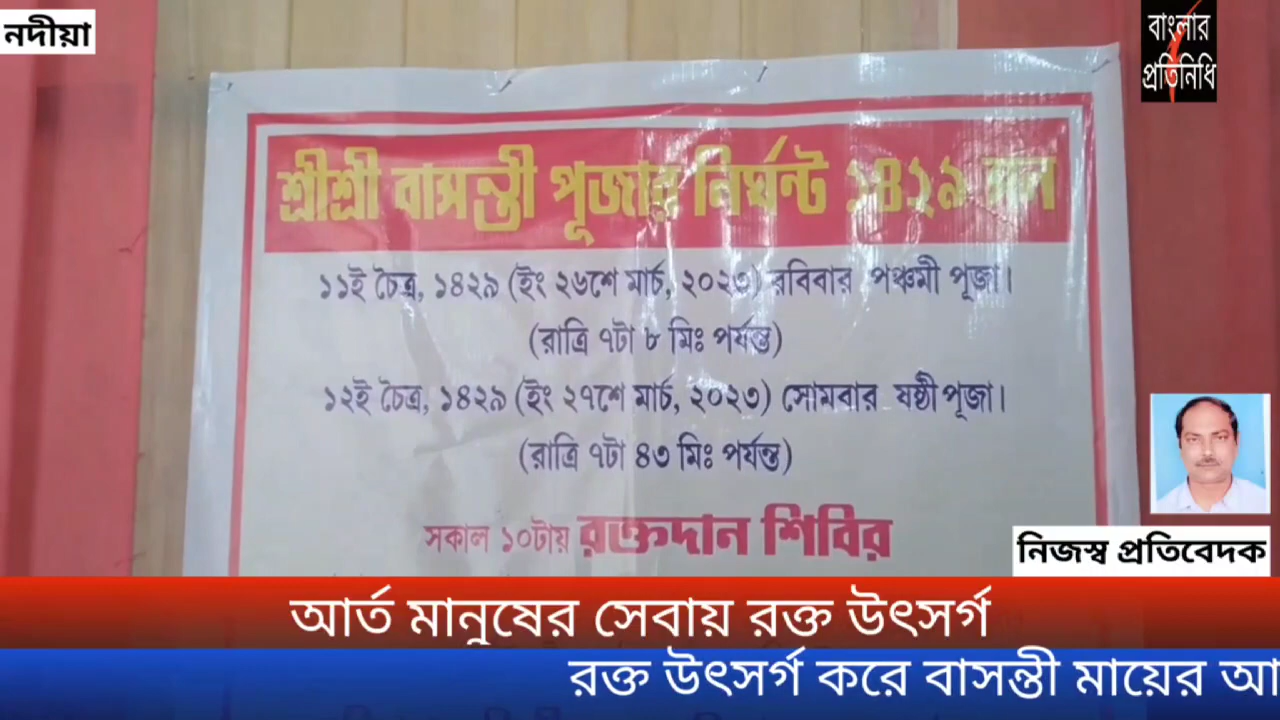 নদীয়া
বাংলার
প্রতিনিধি
শ্রীশ্রী বাসন্তী পূজার নির্ঘন্ট ১৪২৯ সন
১১ই চৈত্র, ১৪২৯ (ইং ২৬শে মার্চ, ২০২৩) রবিবার পঞ্চমী পূজা।
(রাত্রি ৭টা ৮ মিঃ পর্যন্ত)
১২ই চৈত্র, ১৪২৯ (ইং ২৭শে মার্চ, ২০২৩) সোমবার ষষ্ঠী পূজা।
(রাত্রি ৭টা ৪৩ মিঃ পর্যন্ত)
সকাল ১০টায় রক্তদান শিবির
নিজস্ব প্রতিবেদক
আর্ত মানুষের সেবায় রক্ত উৎসর্গ
রক্ত উৎসর্গ করে বাসন্তী মায়ের আ